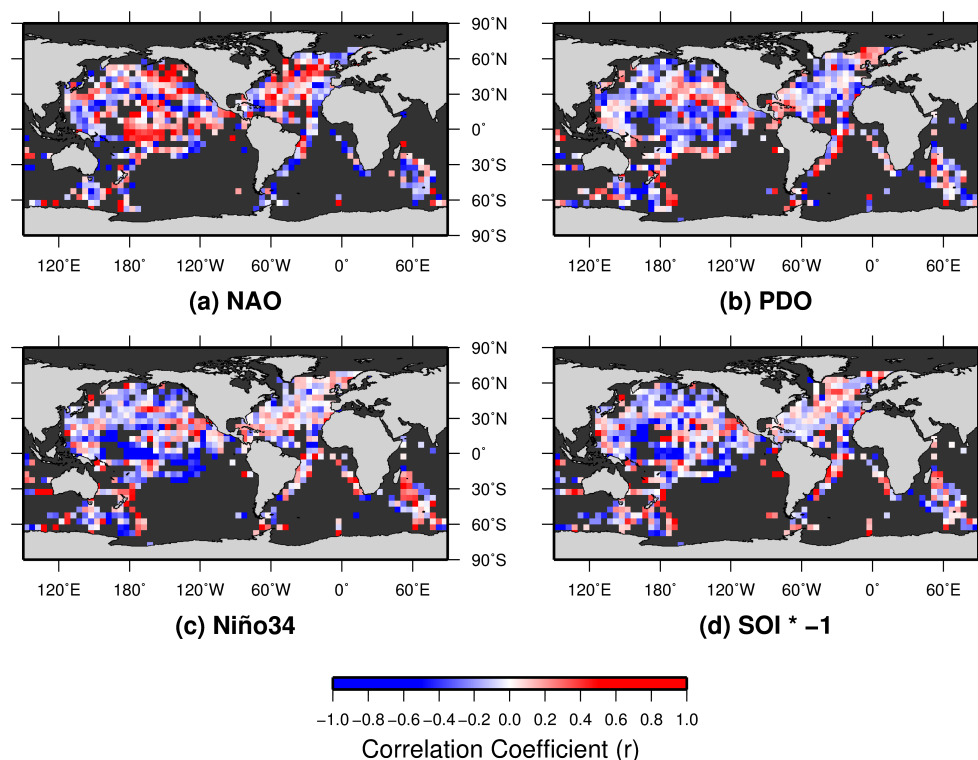 90˚N
60˚N
30˚N
0˚
30˚S
60˚S
90˚S
120˚E 180˚ 120˚W 60˚W 0˚ 60˚E
(a) NAO
90˚N
60˚N
30˚N
0˚
30˚S
60˚S
90˚S
120˚E 180˚ 120˚W 60˚W 0˚ 60˚E
(b) PDO
90˚N
60˚N
30˚N
0˚
30˚S
60˚S
90˚S
120˚E 180˚ 120˚W 60˚W 0˚ 60˚E
(c) Niño34
120˚E 180˚ 120˚W 60˚W 0˚ 60˚E
(d) SOI * −1
−1.0 −0.8 −0.6 −0.4 −0.2 0.0 0.2 0.4 0.6 0.8 1.0
Correlation Coefficient (r)